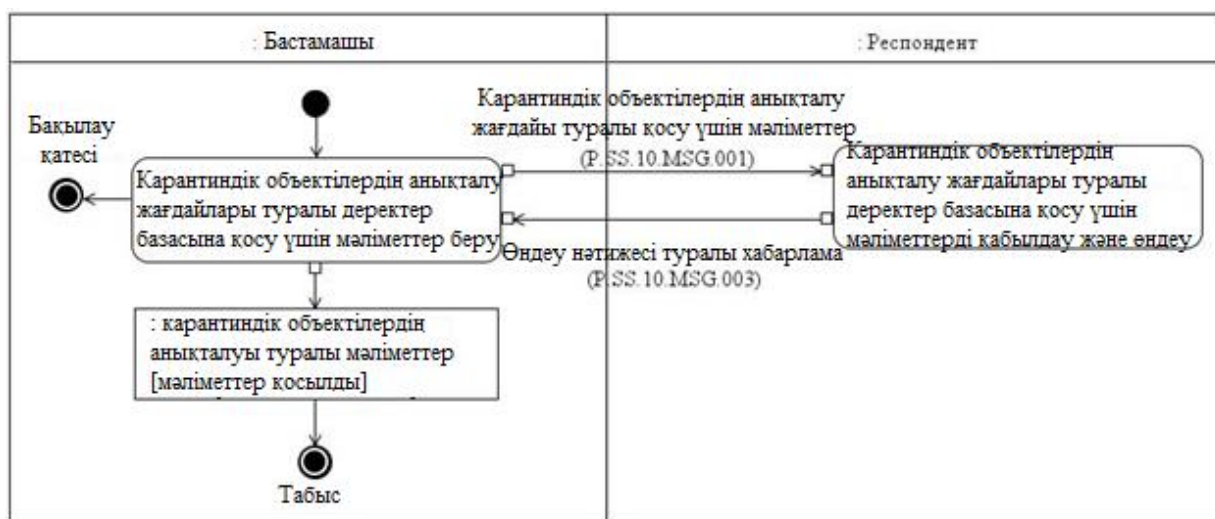 : Бастамашы
: Респондент
Бақылау
қатесі
Карантиндік объектілердің анықталу
жағдайы туралы қосу үшін мәліметтер
(P.SS.10.MSG.001)
Карантиндік объектілердің анықталу
жағдайлары туралы деректер
базасына қосу үшін мәліметтер беру
Карантиндік объектілердің
анықталу жағдайлары туралы
деректер базасына қосу үшін
мәліметтерді қабылдау және өңдеу
Өңдеу нәтижесі туралы хабарлама
(P.SS.10.MSG.003)
: карантиндік объектілердің
анықталуы туралы мәліметтер
[мәліметтер қосылды]
Табыс